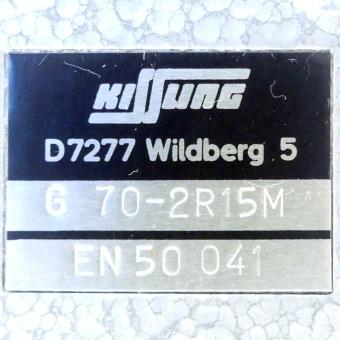 KISSLING
D7277 Wildberg 5
G 70-2R15M
EN 50 041